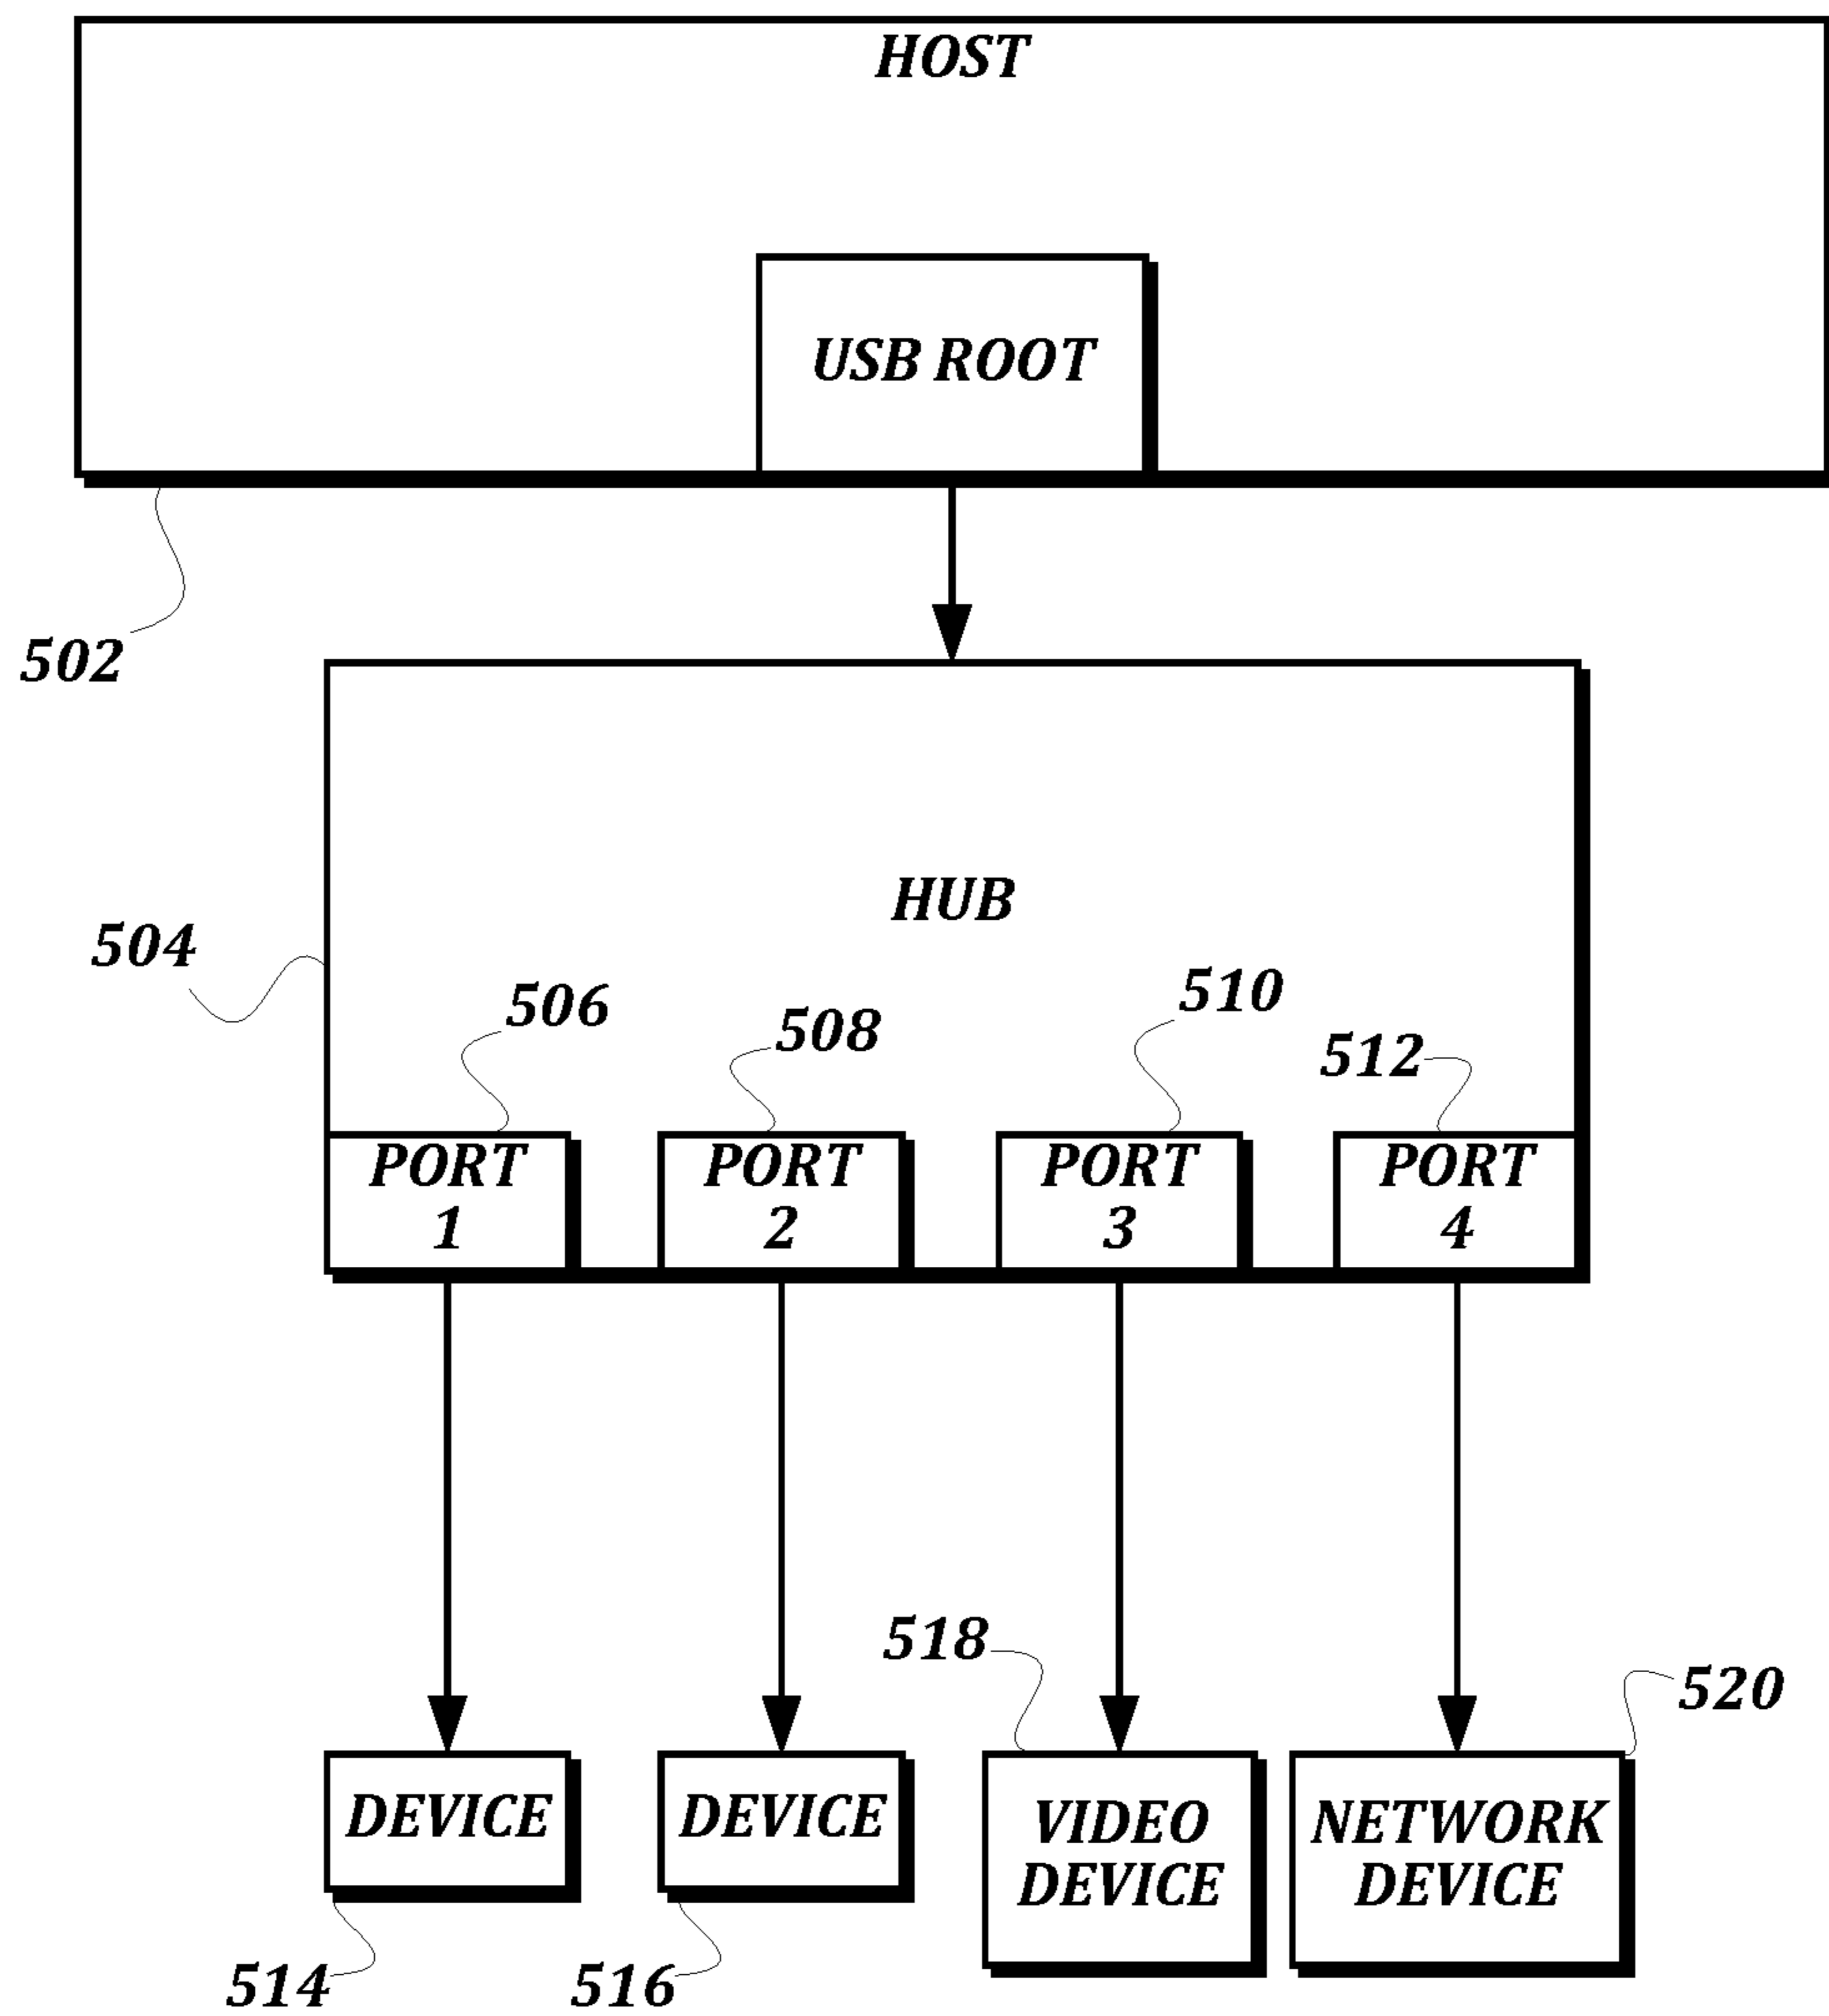 HOST
USB ROOT
502
HUB
504
506
508
510
512
PORT
1
PORT
2
PORT
3
PORT
4
518
520
DEVICE
DEVICE
VIDEO
DEVICE
NETWORK
DEVICE
514
516